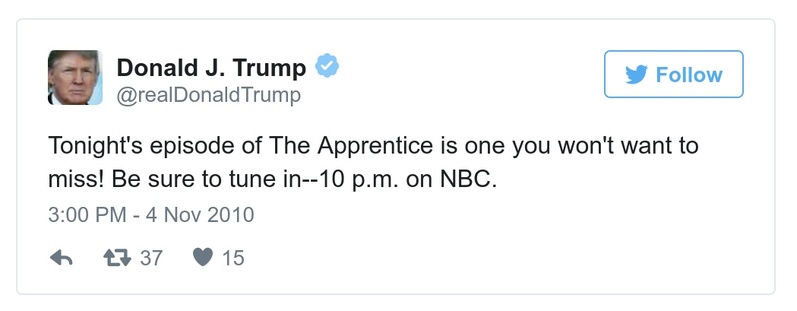 Donald J. Trump
@realDonaldTrump
Follow
Tonight's episode of The Apprentice is one you won't want to
miss! Be sure to tune in--10 p.m. on NBC.
3:00 PM - 4 Nov 2010
37 15